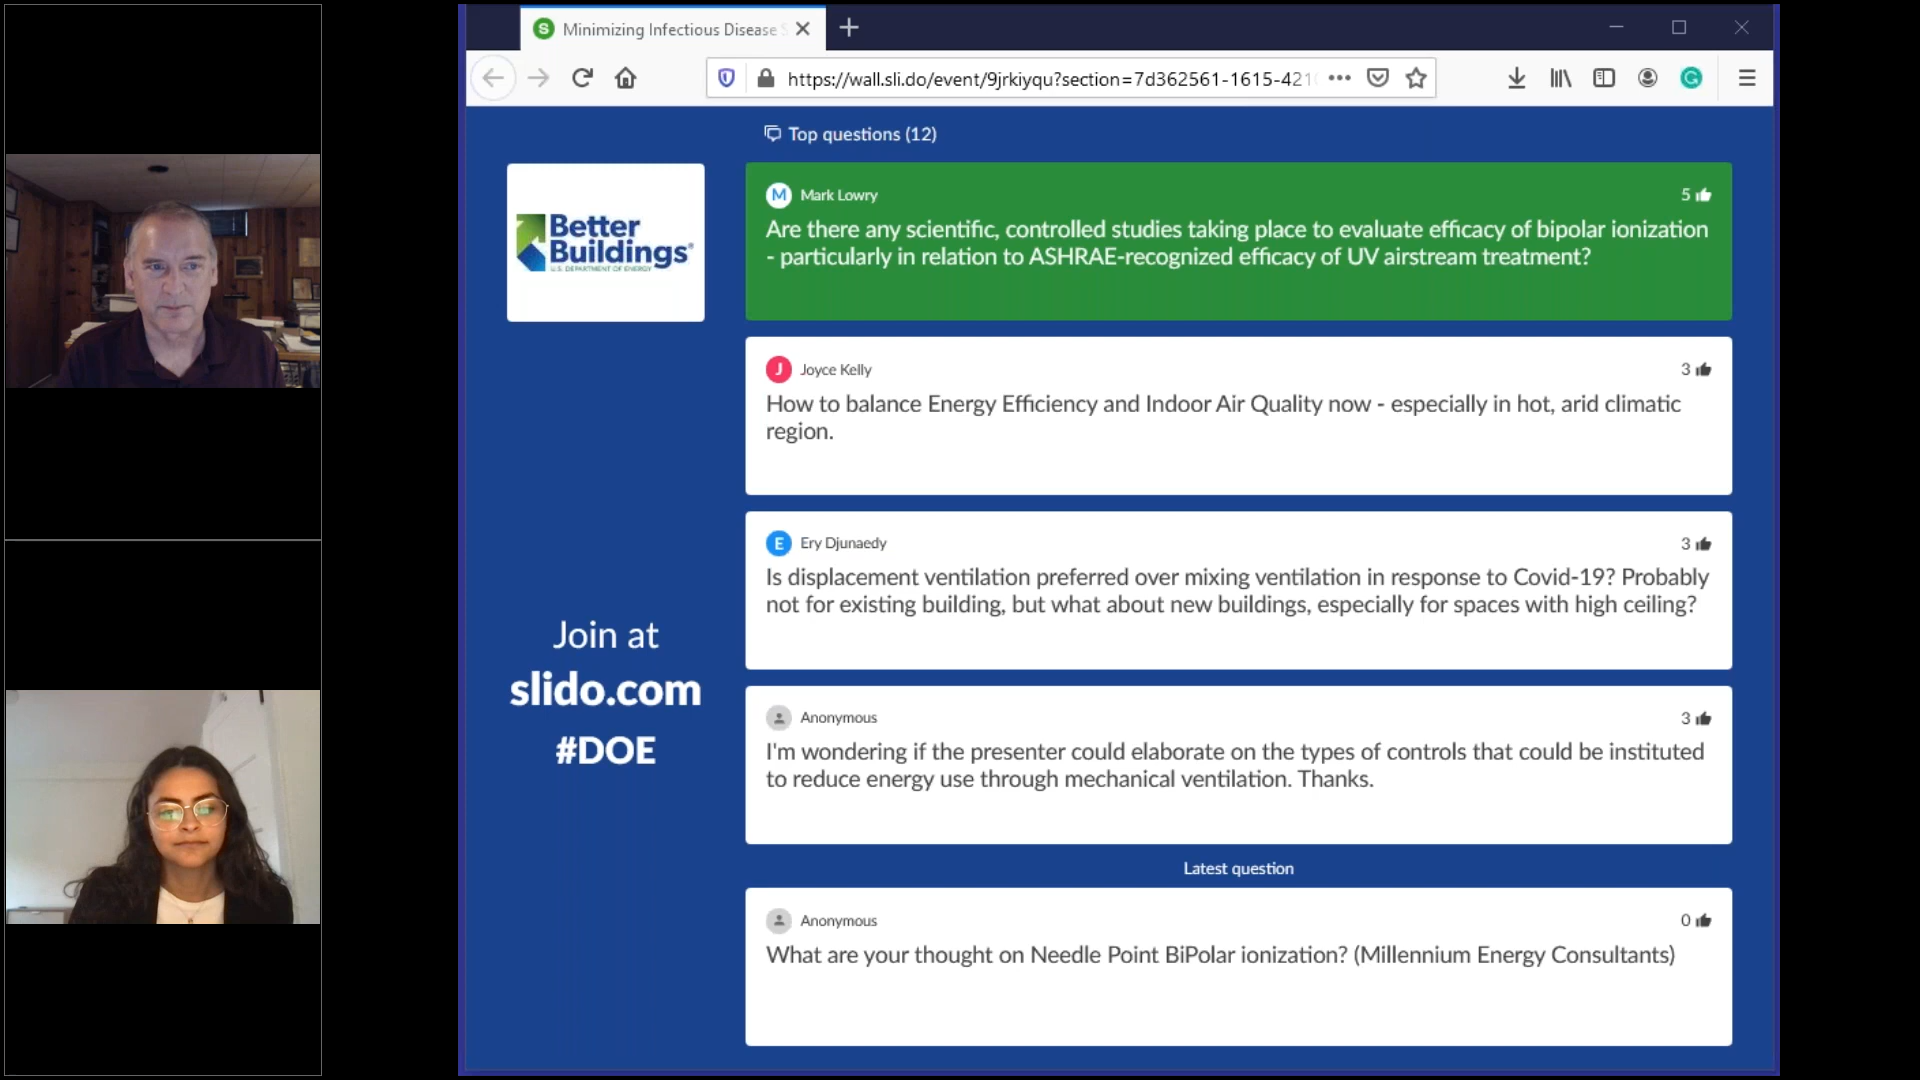 S Minimizing Infectious Disease S
https://wall.sli.do/event/9jrkiyqu?section=7d362561-1615-421
G
Top questions (12)
Better
Buildings®
U.S. DEPARTMENT OF ENERGY
Join at
slido.com
#DOE
M Mark Lowry 5
Are there any scientific, controlled studies taking place to evaluate efficacy of bipolar ionization
- particularly in relation to ASHRAE-recognized efficacy of UV airstream treatment?
J Joyce Kelly 3
How to balance Energy Efficiency and Indoor Air Quality now - especially in hot, arid climatic
region.
E Ery Djunaedy 3
Is displacement ventilation preferred over mixing ventilation in response to Covid-19? Probably
not for existing building, but what about new buildings, especially for spaces with high ceiling?
Anonymous 3
I'm wondering if the presenter could elaborate on the types of controls that could be instituted
to reduce energy use through mechanical ventilation. Thanks.
Latest question
Anonymous 0
What are your thought on Needle Point BiPolar ionization? (Millennium Energy Consultants)